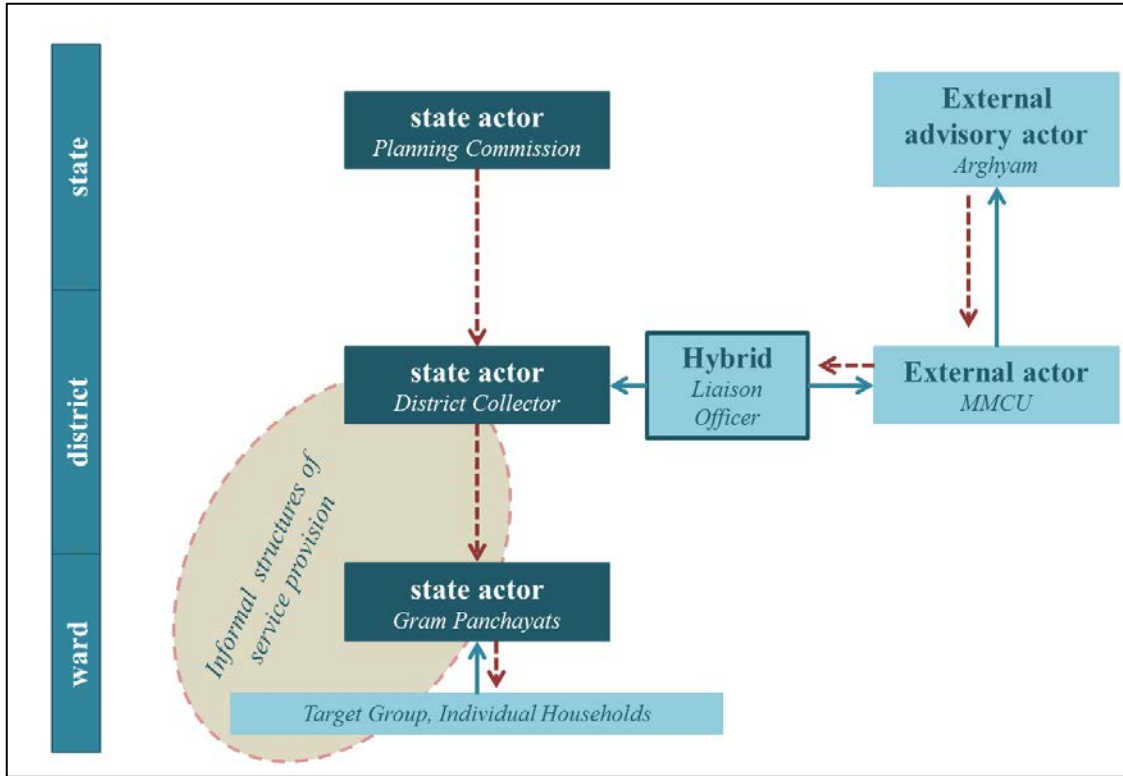 state
state actor
Planning Commission
External
advisory actor
Arghyam
district
state actor
District Collector
Hybrid
Liaison
Officer
External actor
MMCU
Informal structures of
service provision
ward
state actor
Gram Panchayats
Target Group, Individual Households